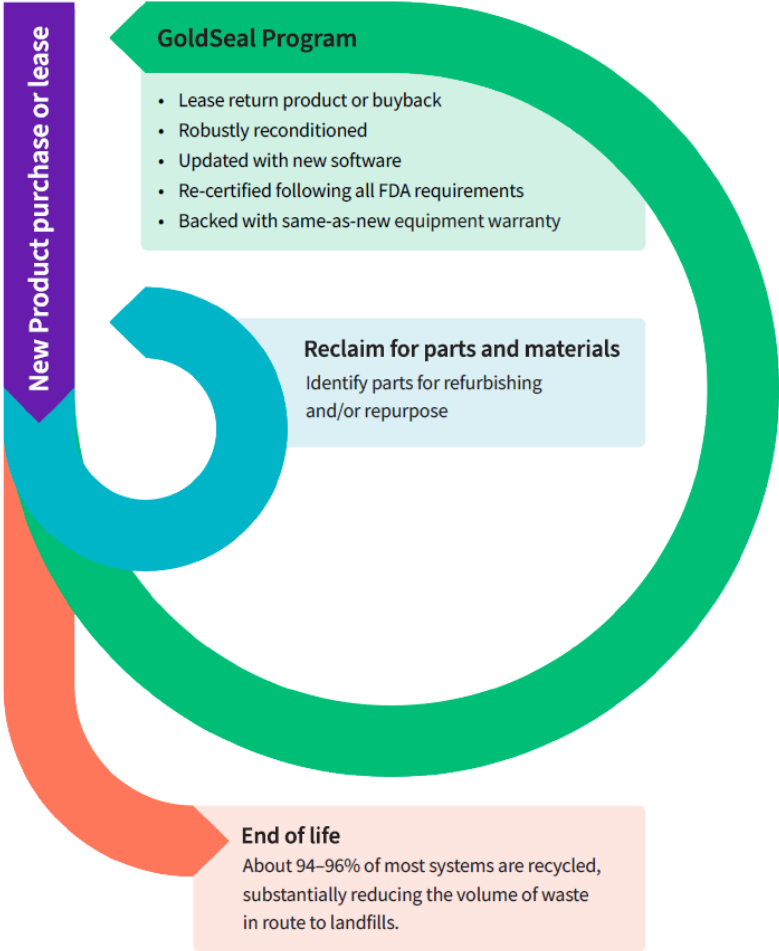 New Product purchase or lease
GoldSeal Program
• Lease return product or buyback
• Robustly reconditioned
• Updated with new software
• Re-certified following all FDA requirements
• Backed with same-as-new equipment warranty
Reclaim for parts and materials
Identify parts for refurbishing
and/or repurpose
End of life
About 94–96% of most systems are recycled,
substantially reducing the volume of waste
in route to landfills.